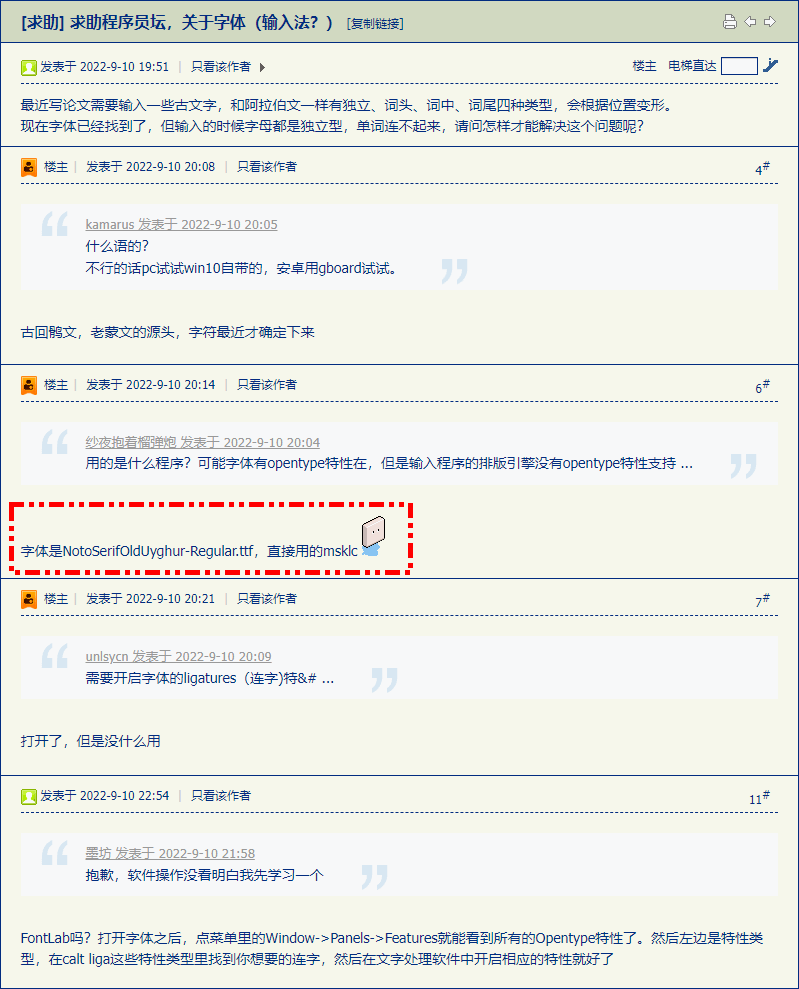 [求助] 求助程序员坛，关于字体（输入法？） [复制链接]
发表于 2022-9-10 19:51 | 只看该作者 楼主 电梯直达
最近写论文需要输入一些古文字，和阿拉伯文一样有独立、词头、词中、词尾四种类型，会根据位置变形。
现在字体已经找到了，但输入的时候字母都是独立型，单词连不起来，请问怎样才能解决这个问题呢？
楼主 | 发表于 2022-9-10 20:08 | 只看该作者 4#
kamarus 发表于 2022-9-10 20:05
什么语的？
不行的话pc试试win10自带的，安卓用gboard试试。
古回鹘文，老蒙文的源头，字符最近才确定下来
楼主 | 发表于 2022-9-10 20:14 | 只看该作者 6#
纱夜抱着榴弹炮 发表于 2022-9-10 20:04
用的是什么程序？可能字体有opentype特性在，但是输入程序的排版引擎没有opentype特性支持 ...
字体是NotoSerifOldUyghur-Regular.ttf，直接用的msklc
楼主 | 发表于 2022-9-10 20:21 | 只看该作者 7#
unlsycn 发表于 2022-9-10 20:09
需要开启字体的ligatures（连字)特&# ...
打开了，但是没什么用
发表于 2022-9-10 22:54 | 只看该作者 11#
墨坊 发表于 2022-9-10 21:58
抱歉，软件操作没看明白我先学习一个
FontLab吗？打开字体之后，点菜单里的Window->Panels->Features就能看到所有的Opentype特性了。然后左边是特性类
型，在calt liga这些特性类型里找到你想要的连字，然后在文字处理软件中开启相应的特性就好了